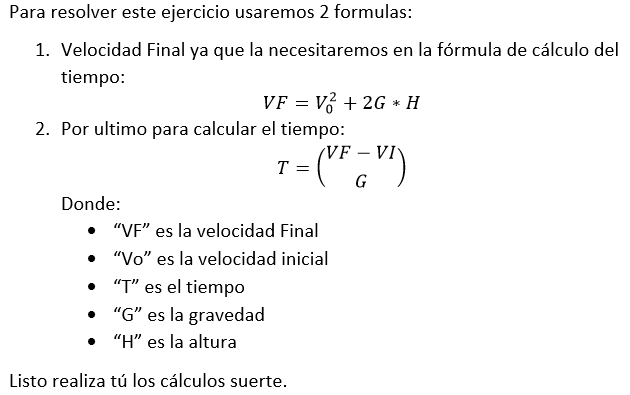 Para resolver este ejercicio usaremos 2 formulas:
1. Velocidad Final ya que la necesitaremos en la fórmula de cálculo del
tiempo:
VF = V₀² + 2G ∗ H
2. Por ultimo para calcular el tiempo:
T = (VF − VI
G)
Donde:
• “VF” es la velocidad Final
• “Vo” es la velocidad inicial
• “T” es el tiempo
• “G” es la gravedad
• “H” es la altura
Listo realiza tú los cálculos suerte.